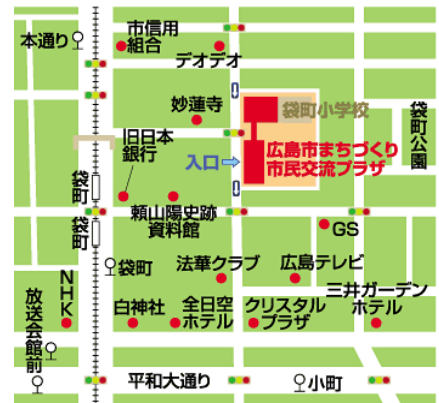 本通り
市信用
組合
デオデオ
妙蓮寺
袋町小学校
袋町公園
旧日本
銀行
入口
広島市まちづくり
市民交流プラザ
袋町
頼山陽史跡
資料館
袋町
GS
袋町
法華クラブ
広島テレビ
NHK
放送会館前
白神社
全日空
ホテル
クリスタル
プラザ
三井ガーデン
ホテル
平和大通り
小町